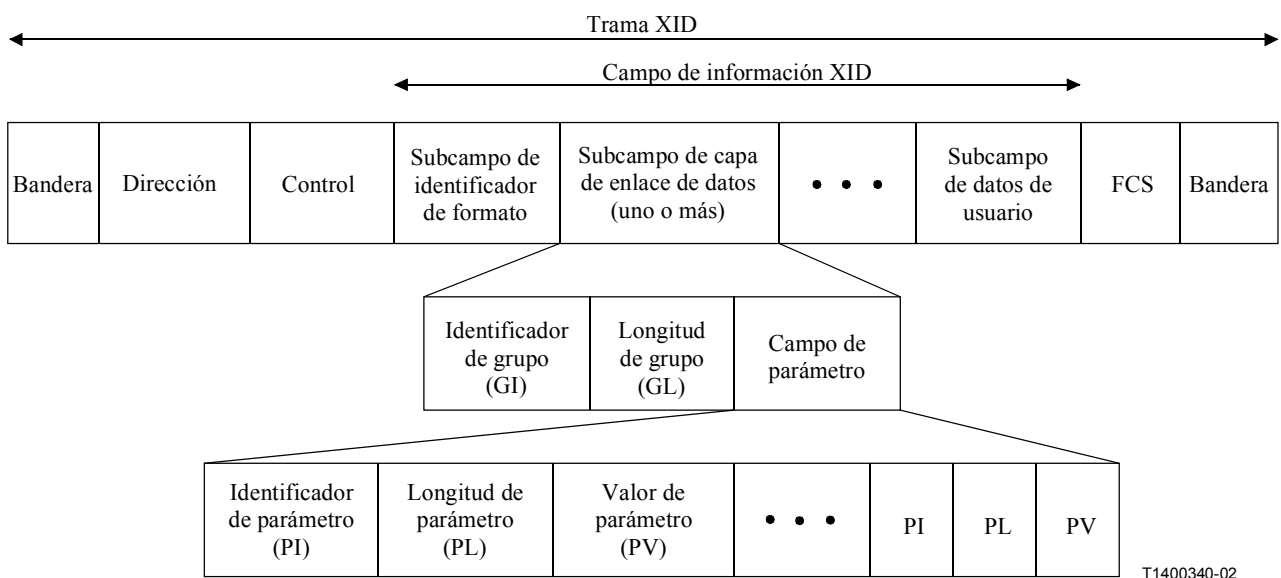 Trama XID
Campo de información XID
Bandera
Dirección
Control
Subcampo de
identificador
de formato
Subcampo de capa
de enlace de datos
(uno o más)
• • •
Subcampo
de datos de
usuario
FCS
Bandera
Identificador
de grupo
(GI)
Longitud
de grupo
(GL)
Campo de
parámetro
Identificador
de parámetro
(PI)
Longitud de
parámetro
(PL)
Valor de
parámetro
(PV)
• • •
PI
PL
PV
T1400340-02